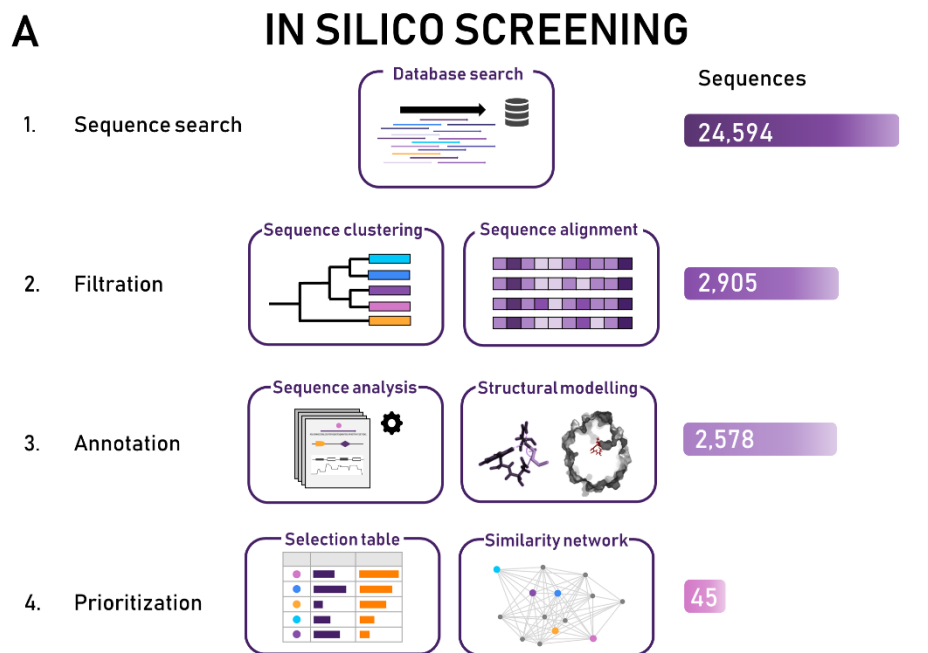 A
IN SILICO SCREENING
Database search
Sequences
1.
Sequence search
24,594
Sequence clustering
Sequence alignment
2.
Filtration
2,905
Sequence analysis
Structural modelling
3.
Annotation
2,578
Selection table
Similarity network
4.
Prioritization
45